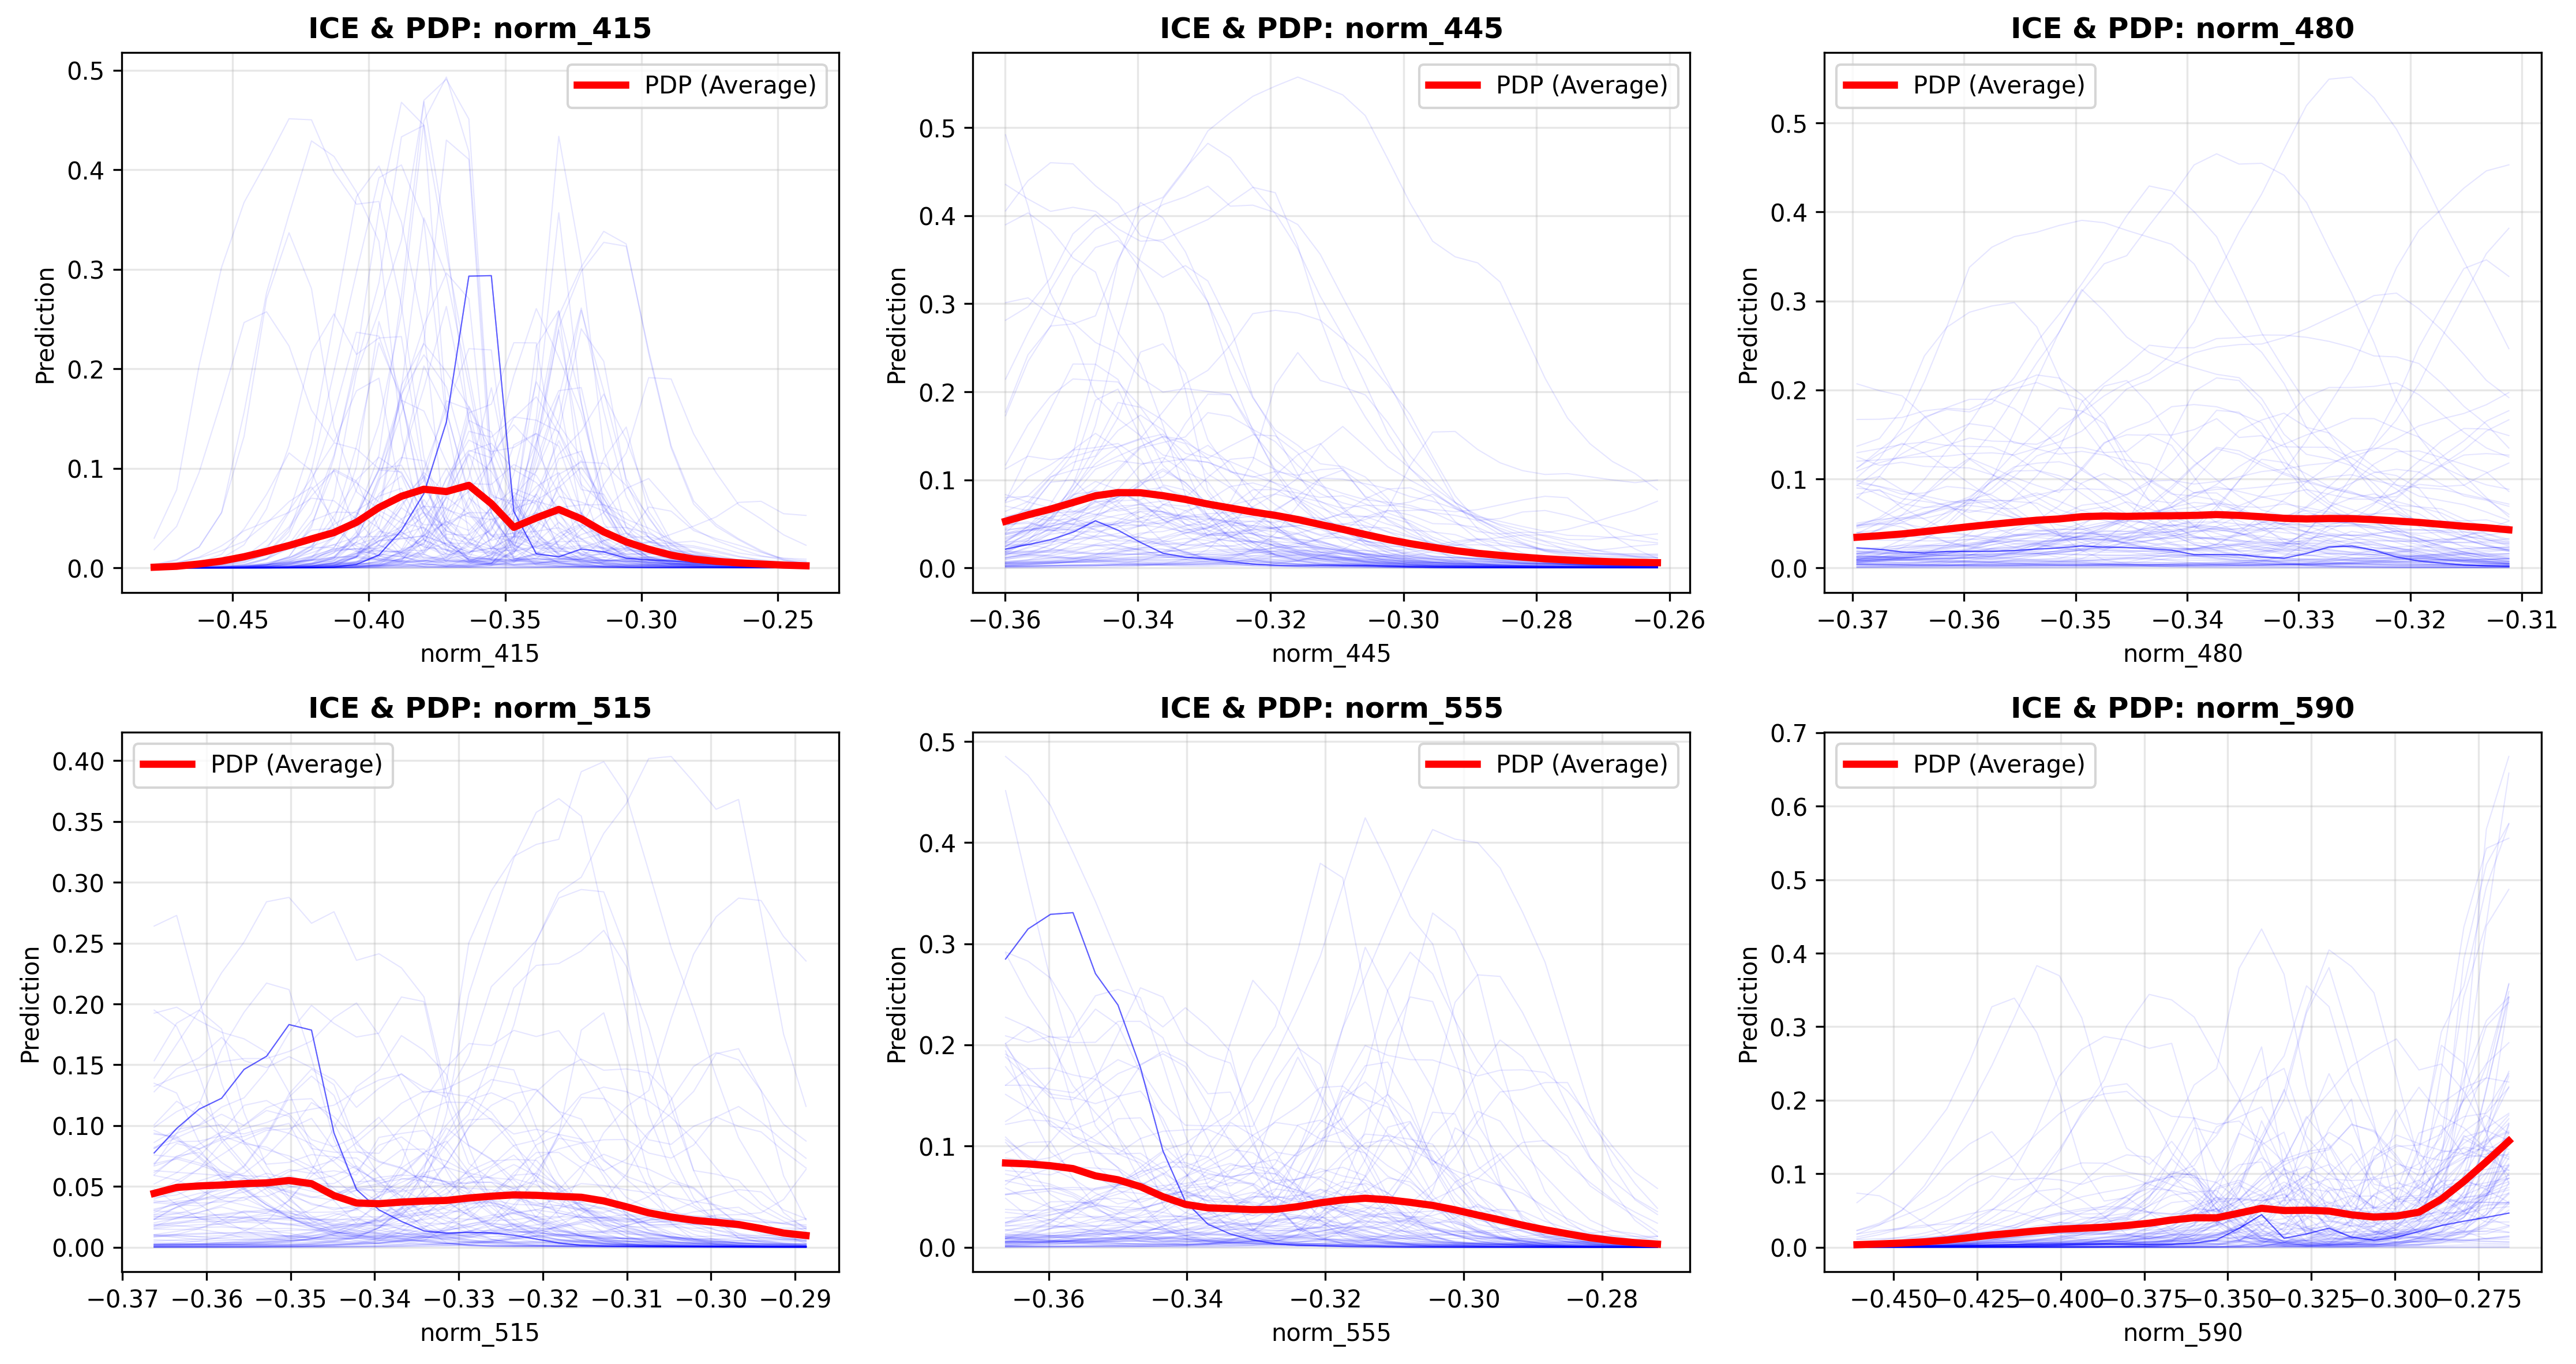 ICE & PDP: norm_415
PDP (Average)
Prediction
0.5
0.4
0.3
0.2
0.1
0.0
−0.45 −0.40 −0.35 −0.30 −0.25
norm_415
ICE & PDP: norm_445
PDP (Average)
Prediction
0.5
0.4
0.3
0.2
0.1
0.0
−0.36 −0.34 −0.32 −0.30 −0.28 −0.26
norm_445
ICE & PDP: norm_480
PDP (Average)
Prediction
0.5
0.4
0.3
0.2
0.1
0.0
−0.37 −0.36 −0.35 −0.34 −0.33 −0.32 −0.31
norm_480
ICE & PDP: norm_515
PDP (Average)
Prediction
0.40
0.35
0.30
0.25
0.20
0.15
0.10
0.05
0.00
−0.37 −0.36 −0.35 −0.34 −0.33 −0.32 −0.31 −0.30 −0.29
norm_515
ICE & PDP: norm_555
PDP (Average)
Prediction
0.5
0.4
0.3
0.2
0.1
0.0
−0.36 −0.34 −0.32 −0.30 −0.28
norm_555
ICE & PDP: norm_590
PDP (Average)
Prediction
0.7
0.6
0.5
0.4
0.3
0.2
0.1
0.0
−0.450 −0.425 −0.400 −0.375 −0.350 −0.325 −0.300 −0.275
norm_590